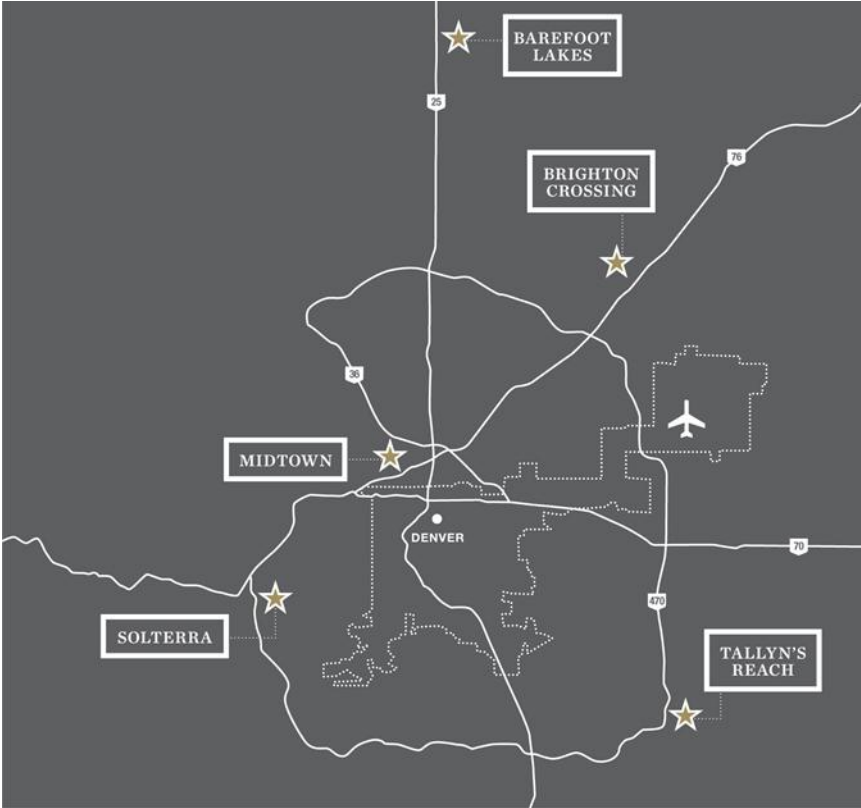 BAREFOOT
LAKES
25
76
BRIGHTON
CROSSING
36
MIDTOWN
DENVER
70
470
SOLTERRA
TALLYN'S
REACH